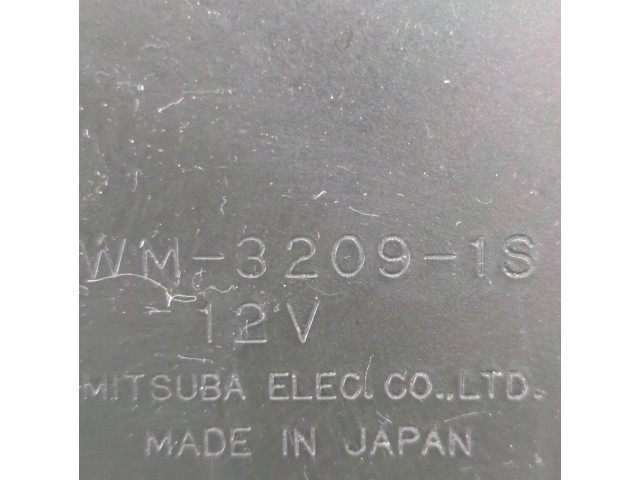 WM-3209-1S
12V
MITSUBA ELEC. CO.,LTD.
MADE IN JAPAN